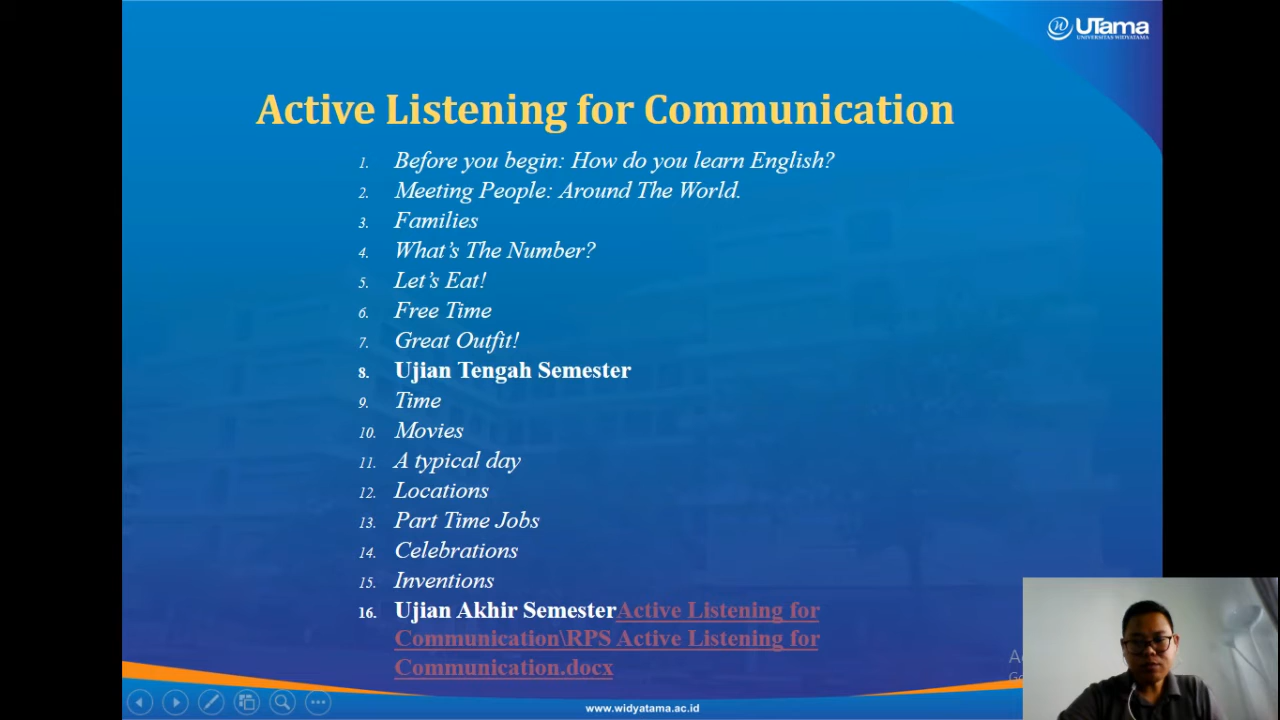 UTama
UNIVERSITAS WIDYATAMA
Active Listening for Communication
1. Before you begin: How do you learn English?
2. Meeting People: Around The World.
3. Families
4. What's The Number?
5. Let's Eat!
6. Free Time
7. Great Outfit!
8. Ujian Tengah Semester
9. Time
10. Movies
11. A typical day
12. Locations
13. Part Time Jobs
14. Celebrations
15. Inventions
16. Ujian Akhir SemesterActive Listening for
Communication\RPS Active Listening for
Communication.docx
www.widyatama.ac.id